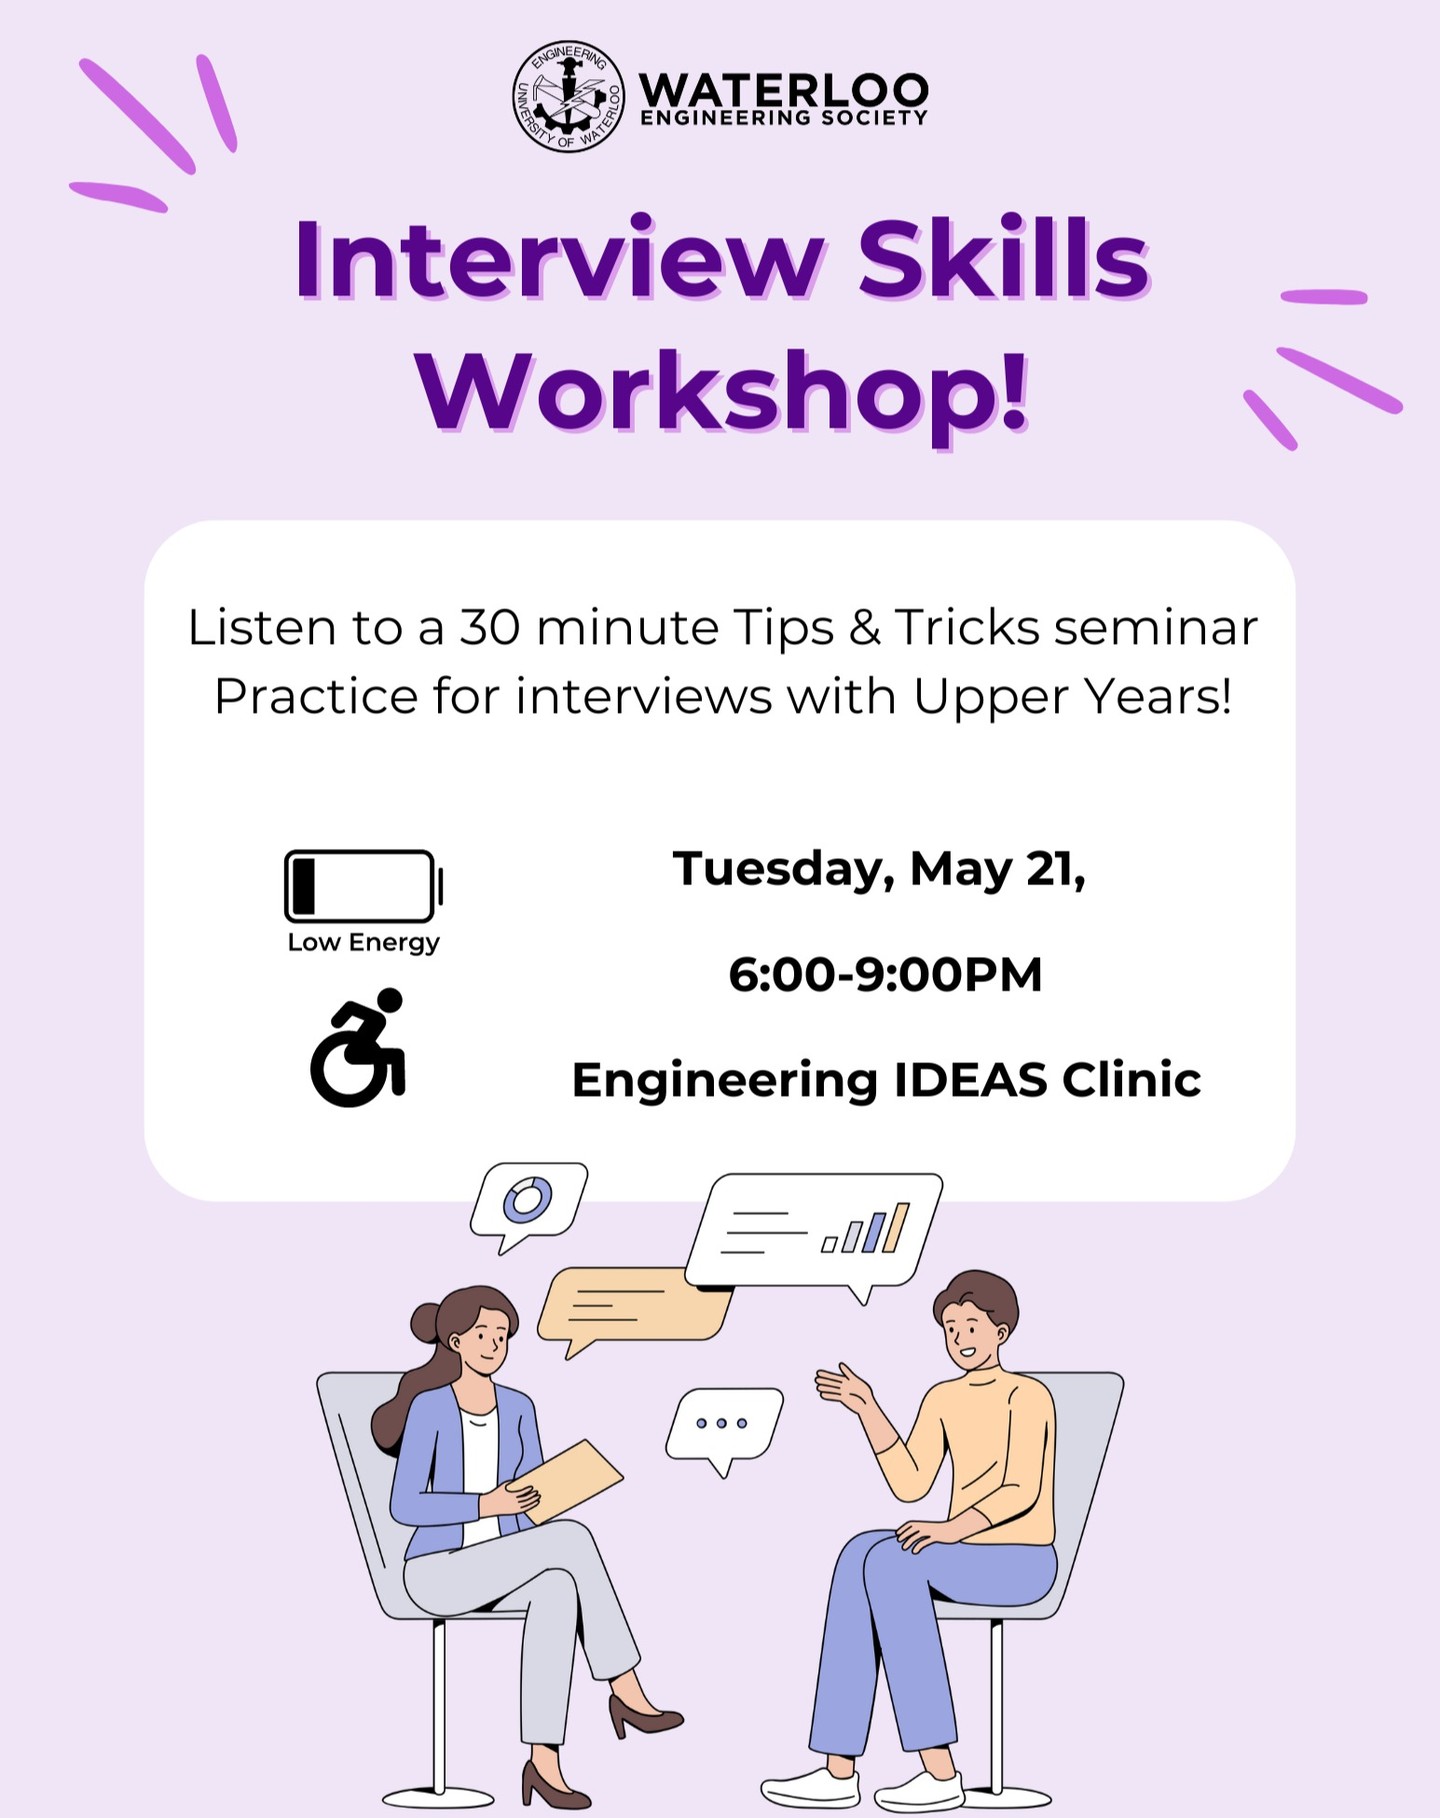 ENGINEERING
UNIVERSITY OF WATERLOO
WATERLOO
ENGINEERING SOCIETY
Interview Skills
Workshop!
Listen to a 30 minute Tips & Tricks seminar
Practice for interviews with Upper Years!
Low Energy
Tuesday, May 21,
6:00-9:00PM
Engineering IDEAS Clinic